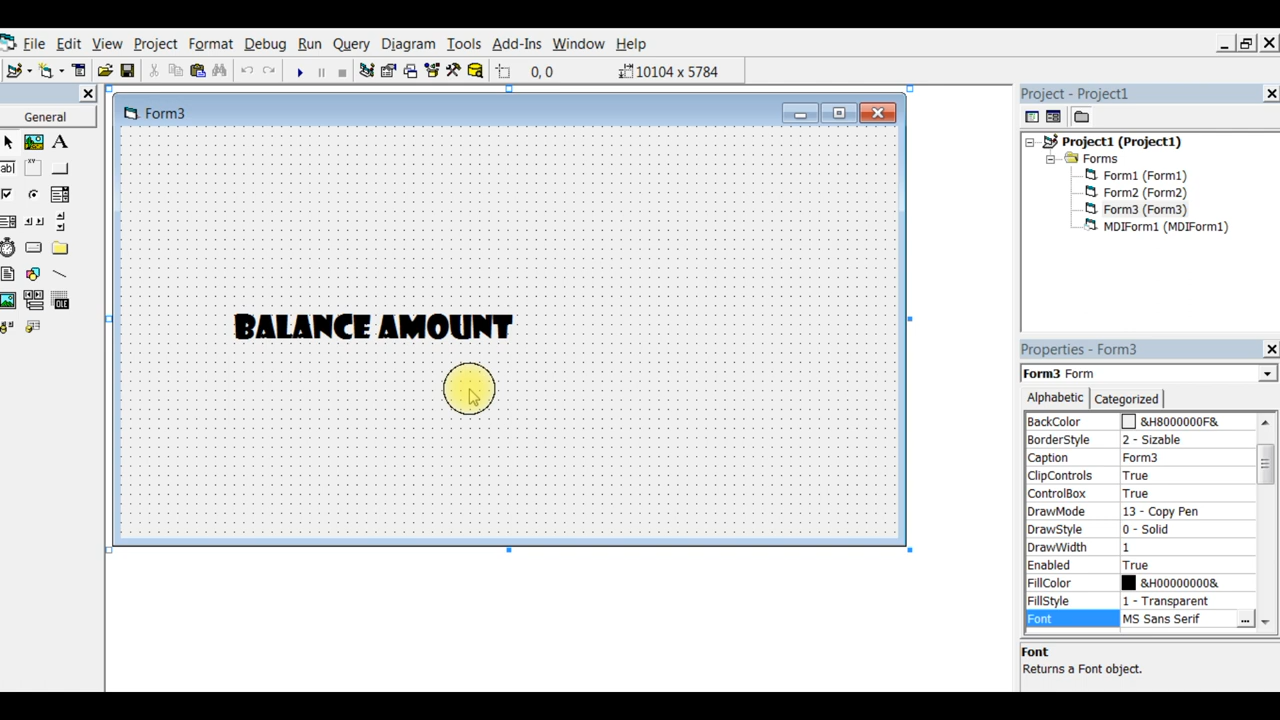 File Edit View Project Format Debug Run Query Diagram Tools Add-Ins Window Help
0, 0 10104 x 5784
General
Form3
Project - Project1
A
ab|
XY
OLE
Project1 (Project1)
Forms
Form1 (Form1)
Form2 (Form2)
Form3 (Form3)
MDIForm1 (MDIForm1)
BALANCE AMOUNT
Properties - Form3
Form3 Form
Alphabetic Categorized
BackColor &H8000000F&
BorderStyle 2 - Sizable
Caption Form3
ClipControls True
ControlBox True
DrawMode 13 - Copy Pen
DrawStyle 0 - Solid
DrawWidth 1
Enabled True
FillColor &H00000000&
FillStyle 1 - Transparent
Font MS Sans Serif ...
Font
Returns a Font object.